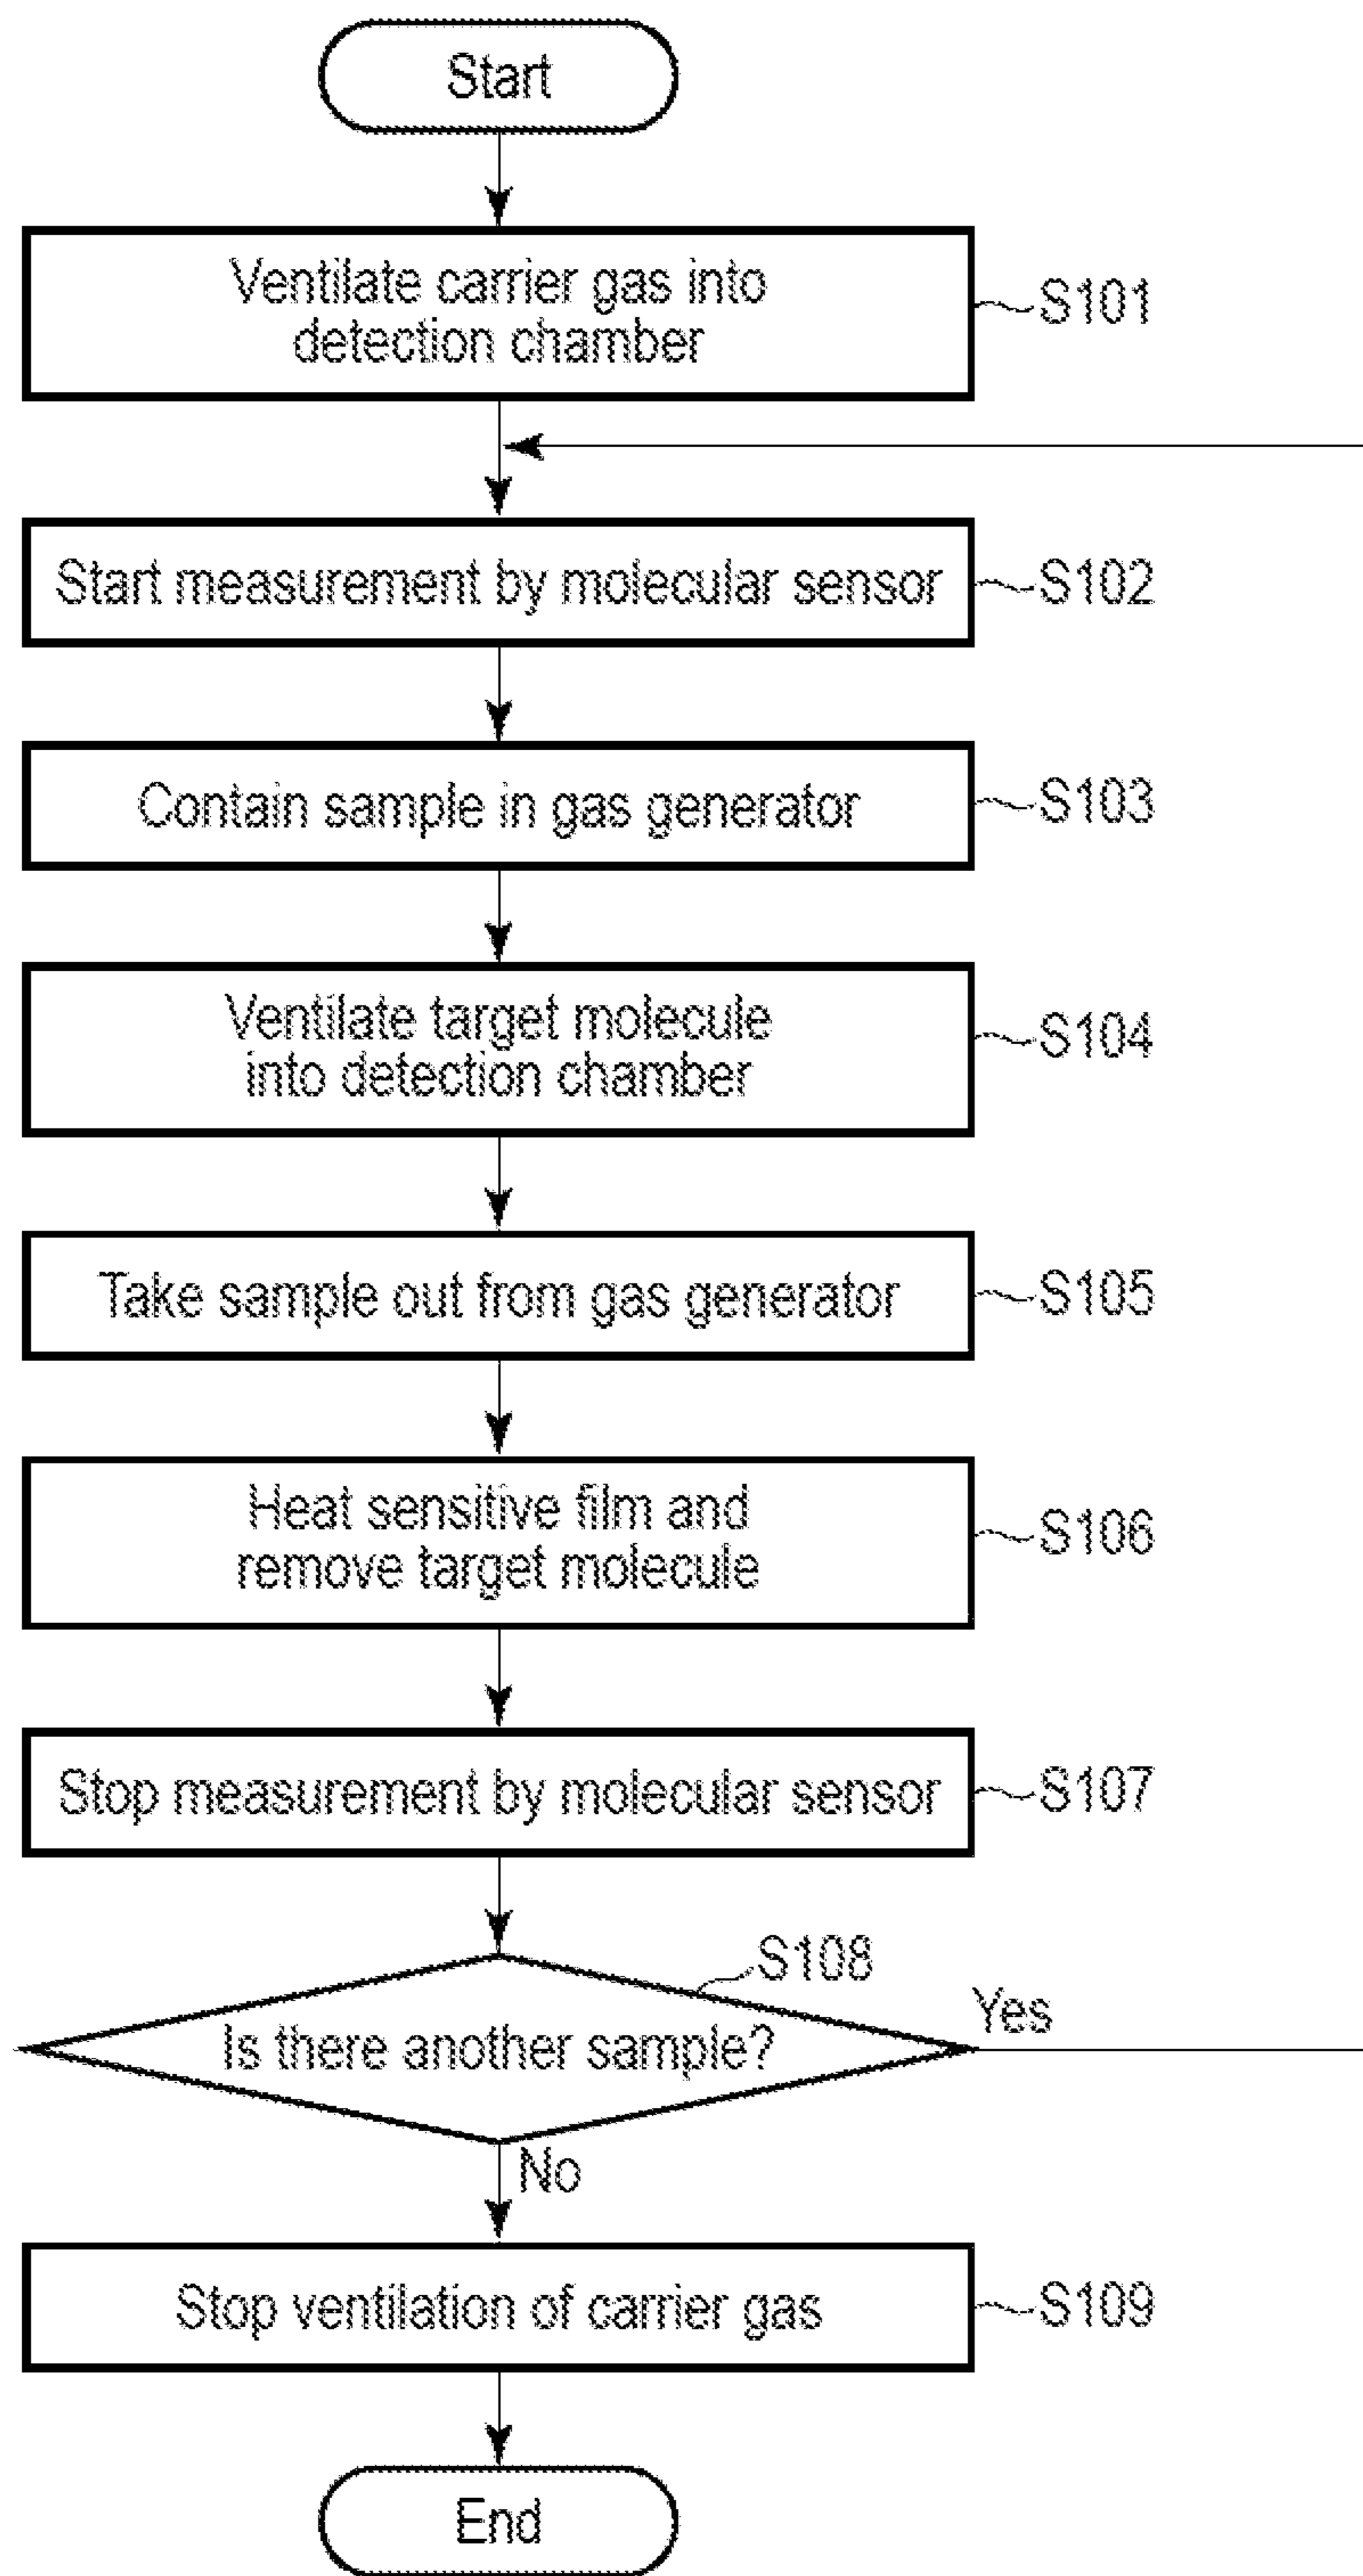 Start
Ventilate carrier gas into
detection chamber
S101
Start measurement by molecular sensor
S102
Contain sample in gas generator
S103
Ventilate target molecule
into detection chamber
S104
Take sample out from gas generator
S105
Heat sensitive film and
remove target molecule
S106
Stop measurement by molecular sensor
S107
S108
Is there another sample?
Yes
No
Stop ventilation of carrier gas
S109
End